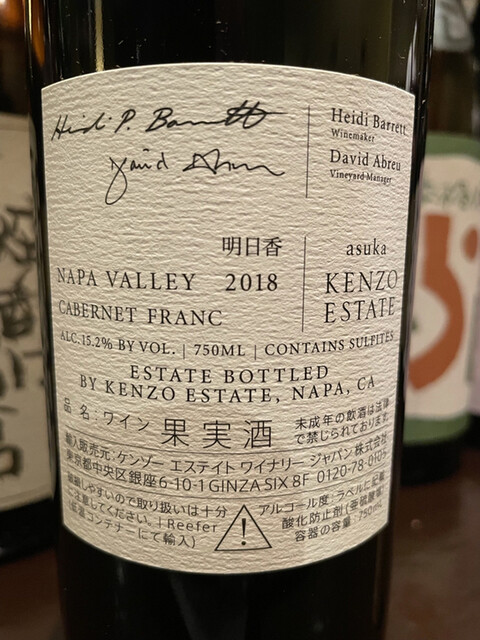 Heidi P. Barrett
David Abreu
Heidi Barrett
Winemaker
David Abreu
Vineyard Manager
明日香
NAPA VALLEY 2018
CABERNET FRANC
asuka
KENZO
ESTATE
ALC.15.2% BY VOL. | 750ML | CONTAINS SULFITES
ESTATE BOTTLED
BY KENZO ESTATE, NAPA, CA
品名:ワイン 果実酒
未成年の飲酒は法律
で禁じられております。
輸入販売元:ケンゾー エステイト ワイナリー ジャパン株式会社
東京都中央区銀座6-10-1GINZA SIX 8F 0120-78-0105
破損しやすいので取り扱いは十分
ご注意してください。| Reefer
コンテナー にて輸入)
アルコール度:ラベルに記載
酸化防止剤(亜硫酸塩)
容器の容量:750ml